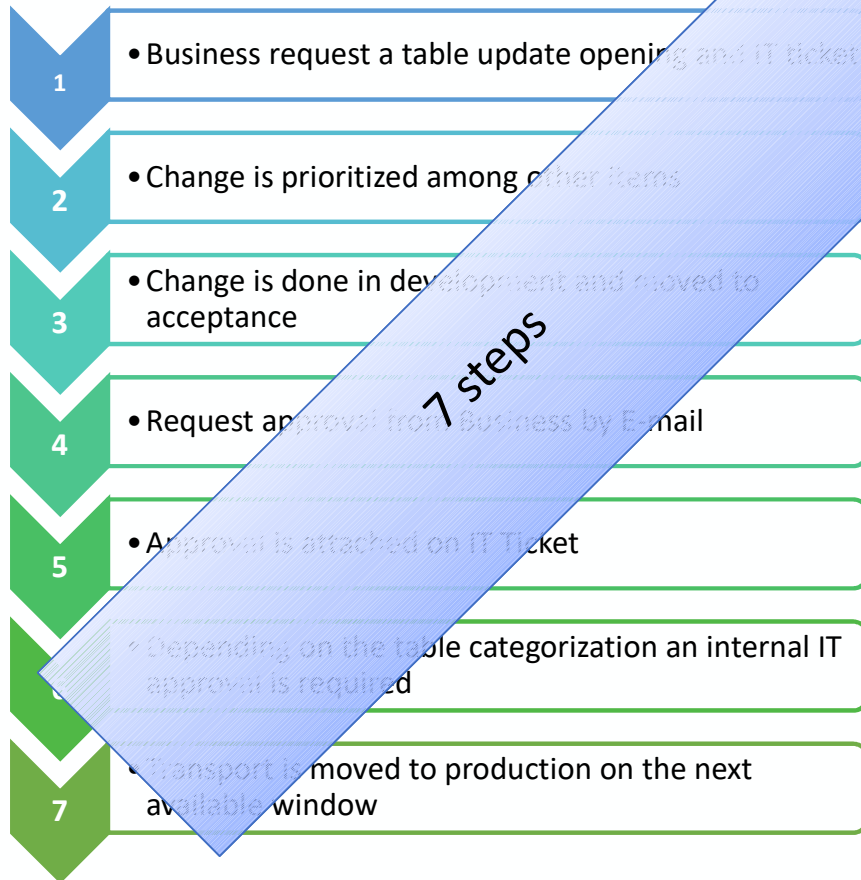 1
• Business request a table update opening and IT ticket
2
• Change is prioritized among other items
3
• Change is done in development and moved to
acceptance
7 steps
4
• Request approval from Business by E-mail
5
• Approval is attached on IT Ticket
6
• Depending on the table categorization an internal IT
approval is required
7
• Transport is moved to production on the next
available window